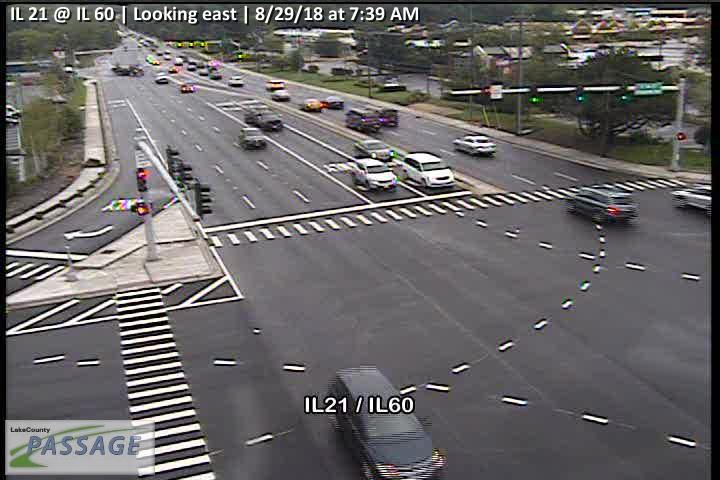 IL 21 @ IL 60 | Looking east | 8/29/18 at 7:39 AM
IL21 / IL60
LakeCounty
PASSAGE